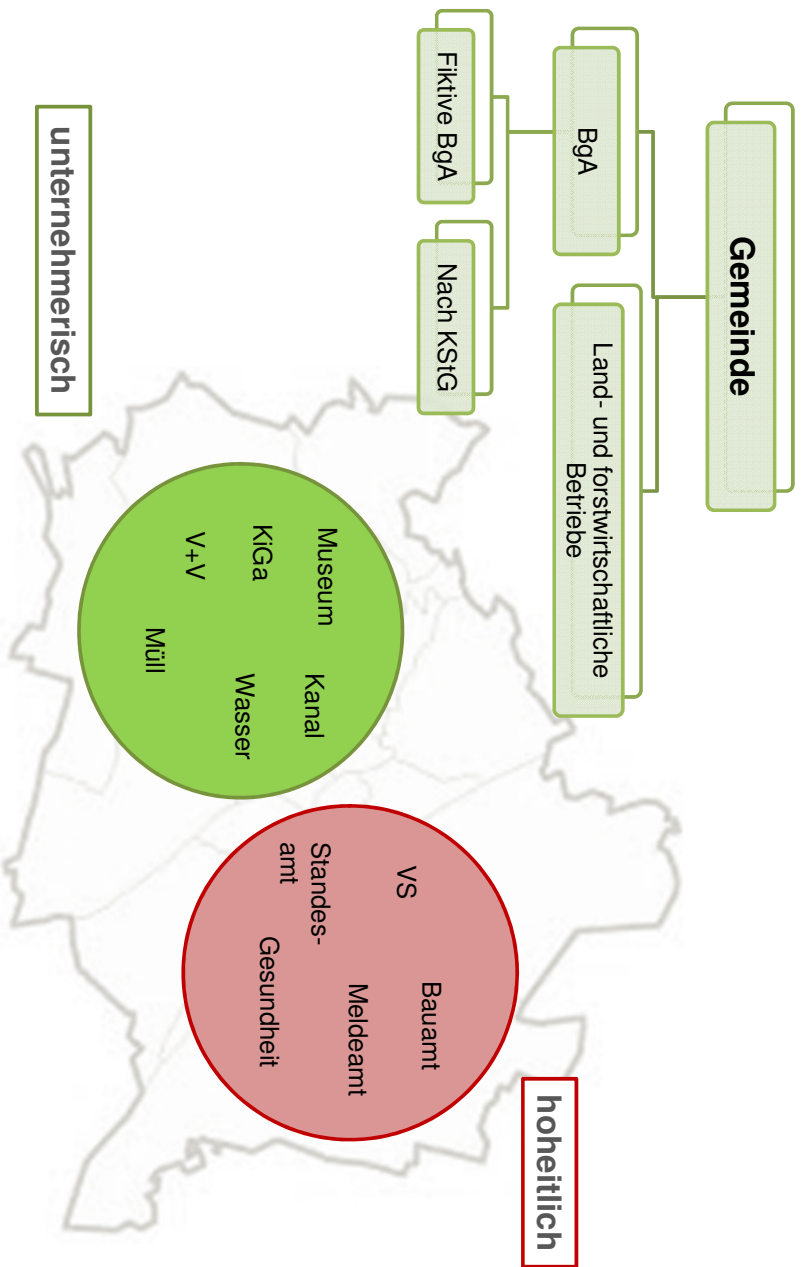 Gemeinde
BgA
Land- und forstwirtschaftliche
Betriebe
Fiktive BgA
Nach KStG
unternehmerisch
Museum
Kanal
KiGa
Wasser
V+V
Müll
hoheitlich
Bauamt
VS
Meldeamt
Standes-
amt
Gesundheit